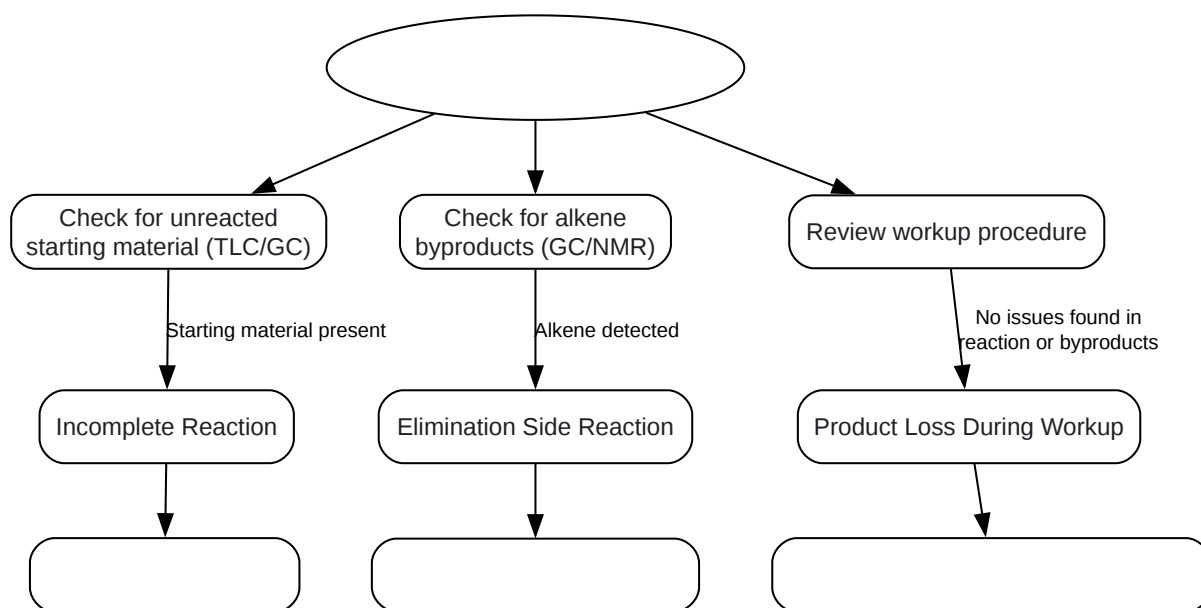 Check for unreacted
starting material (TLC/GC)
Check for alkene
byproducts (GC/NMR)
Review workup procedure
Starting material present
Alkene detected
No issues found in
reaction or byproducts
Incomplete Reaction
Elimination Side Reaction
Product Loss During Workup